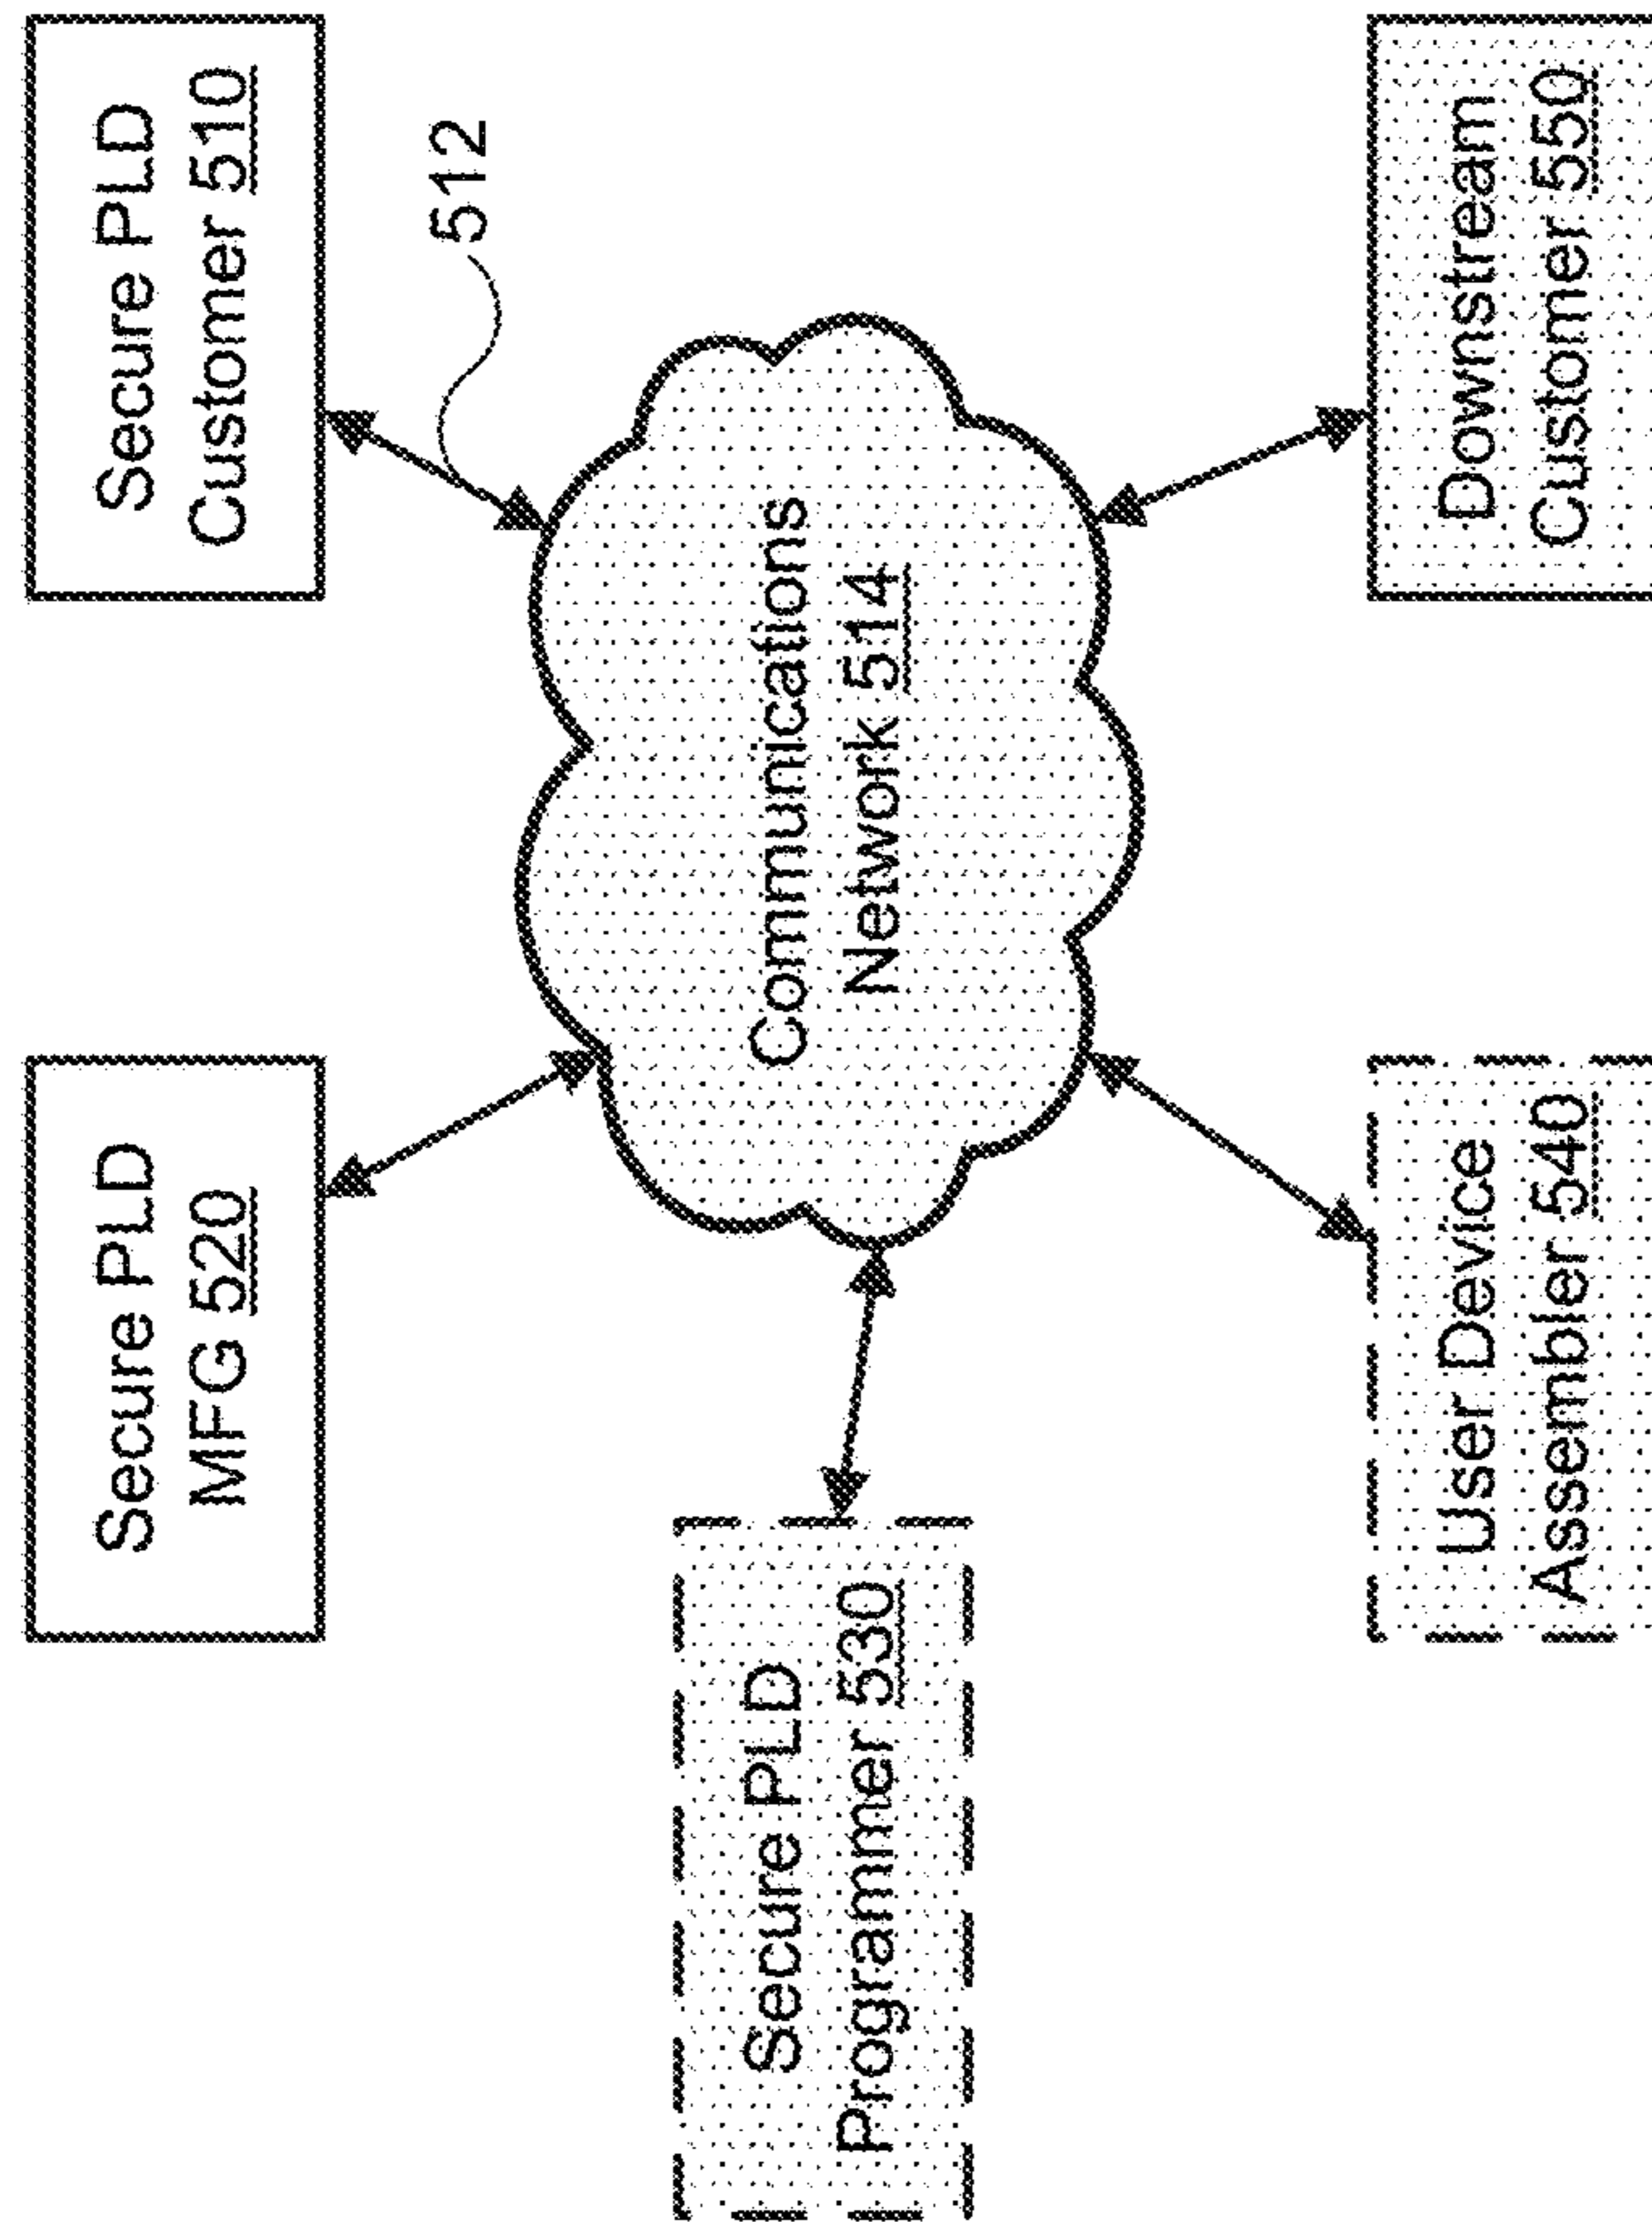 Secure PLD
Customer 510
512
Secure PLD
MFG 520
Communications
Network 514
Secure PLD
Programmer 530
User Device
Assembler 540
Downstream
Customer 550